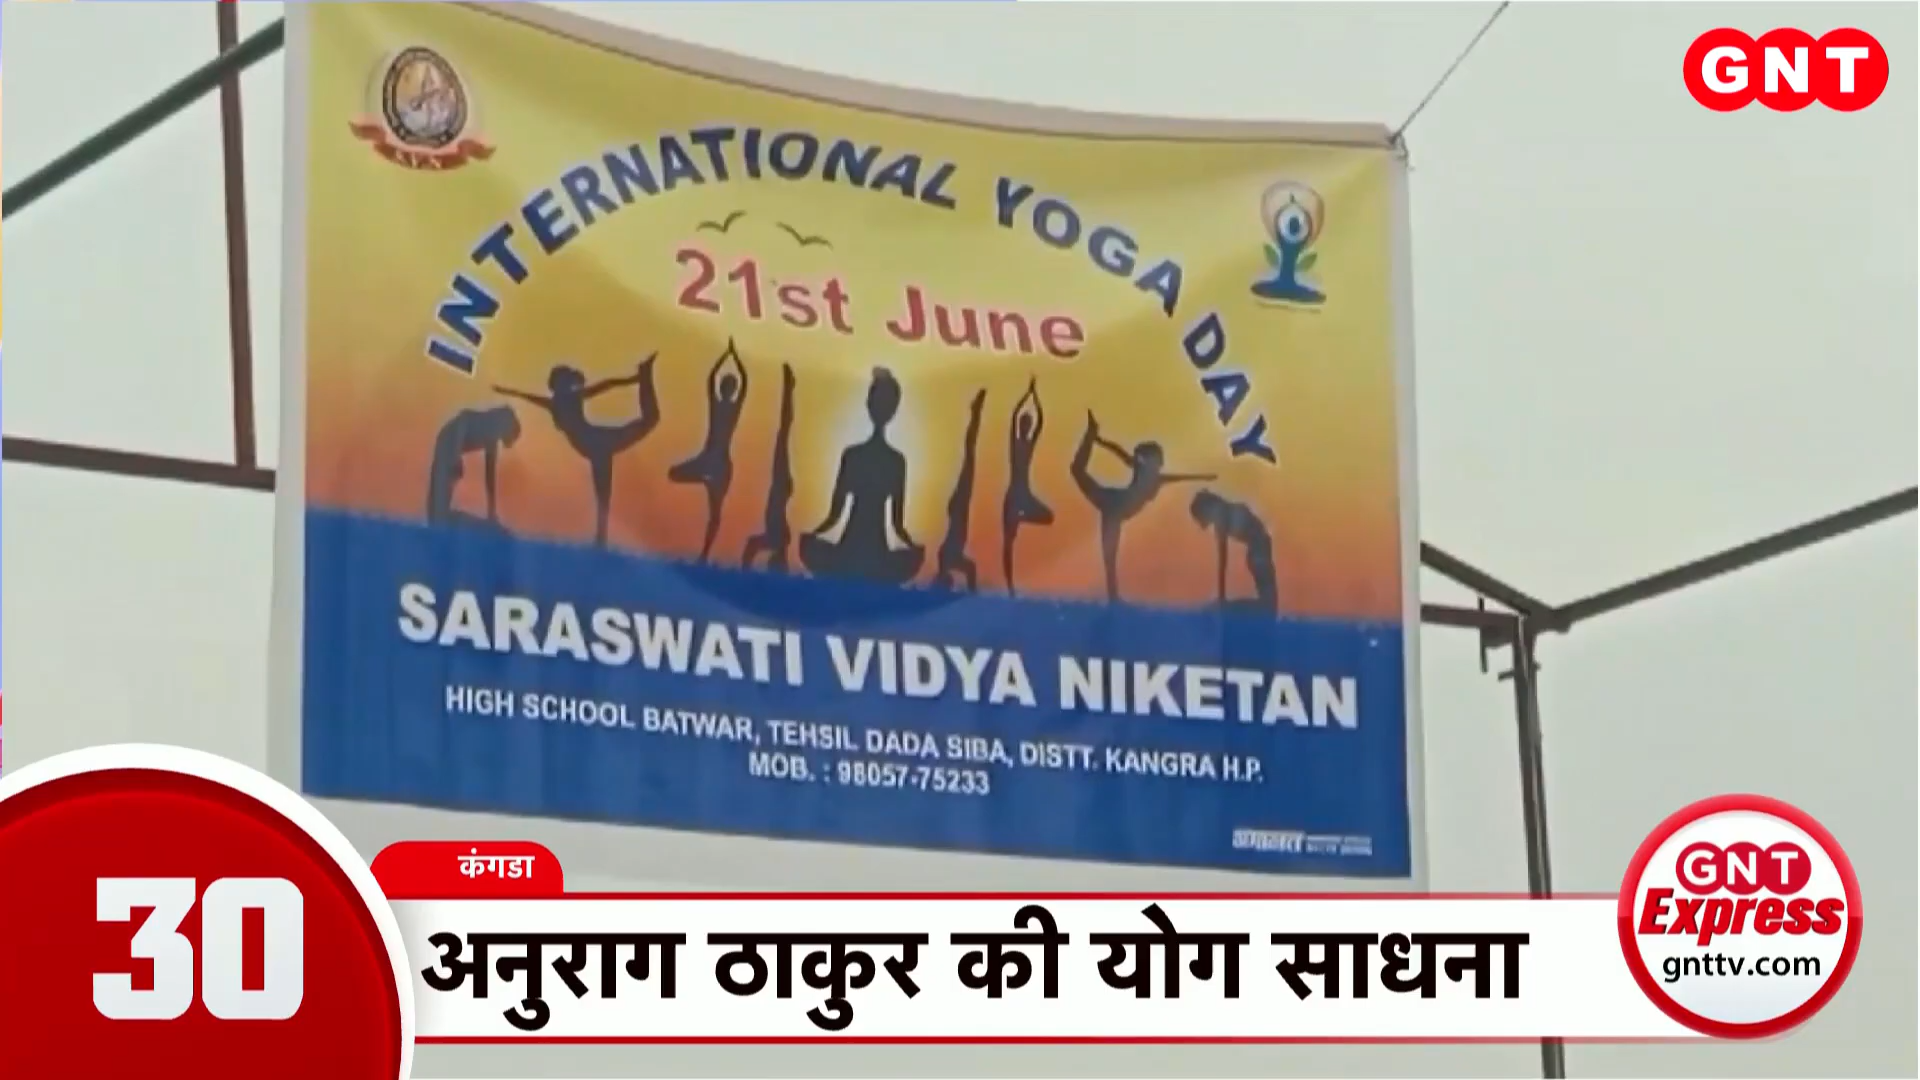 GNT
INTERNATIONAL YOGA DAY
21st June
SARASWATI VIDYA NIKETAN
HIGH SCHOOL BATWAR, TEHSIL DADA SIBA, DISTT. KANGRA H.P.
MOB. : 98057-75233
कंगडा
30
अनुराग ठाकुर की योग साधना
GNT
Express
gnttv.com